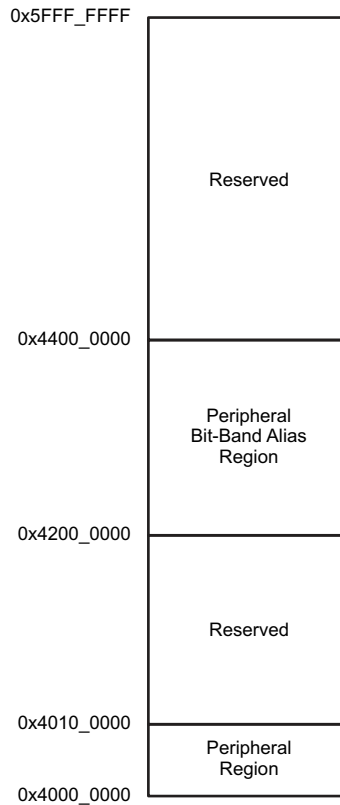 0x5FFF_FFFF
Reserved
0x4400_0000
Peripheral
Bit-Band Alias
Region
0x4200_0000
Reserved
0x4010_0000
Peripheral
Region
0x4000_0000